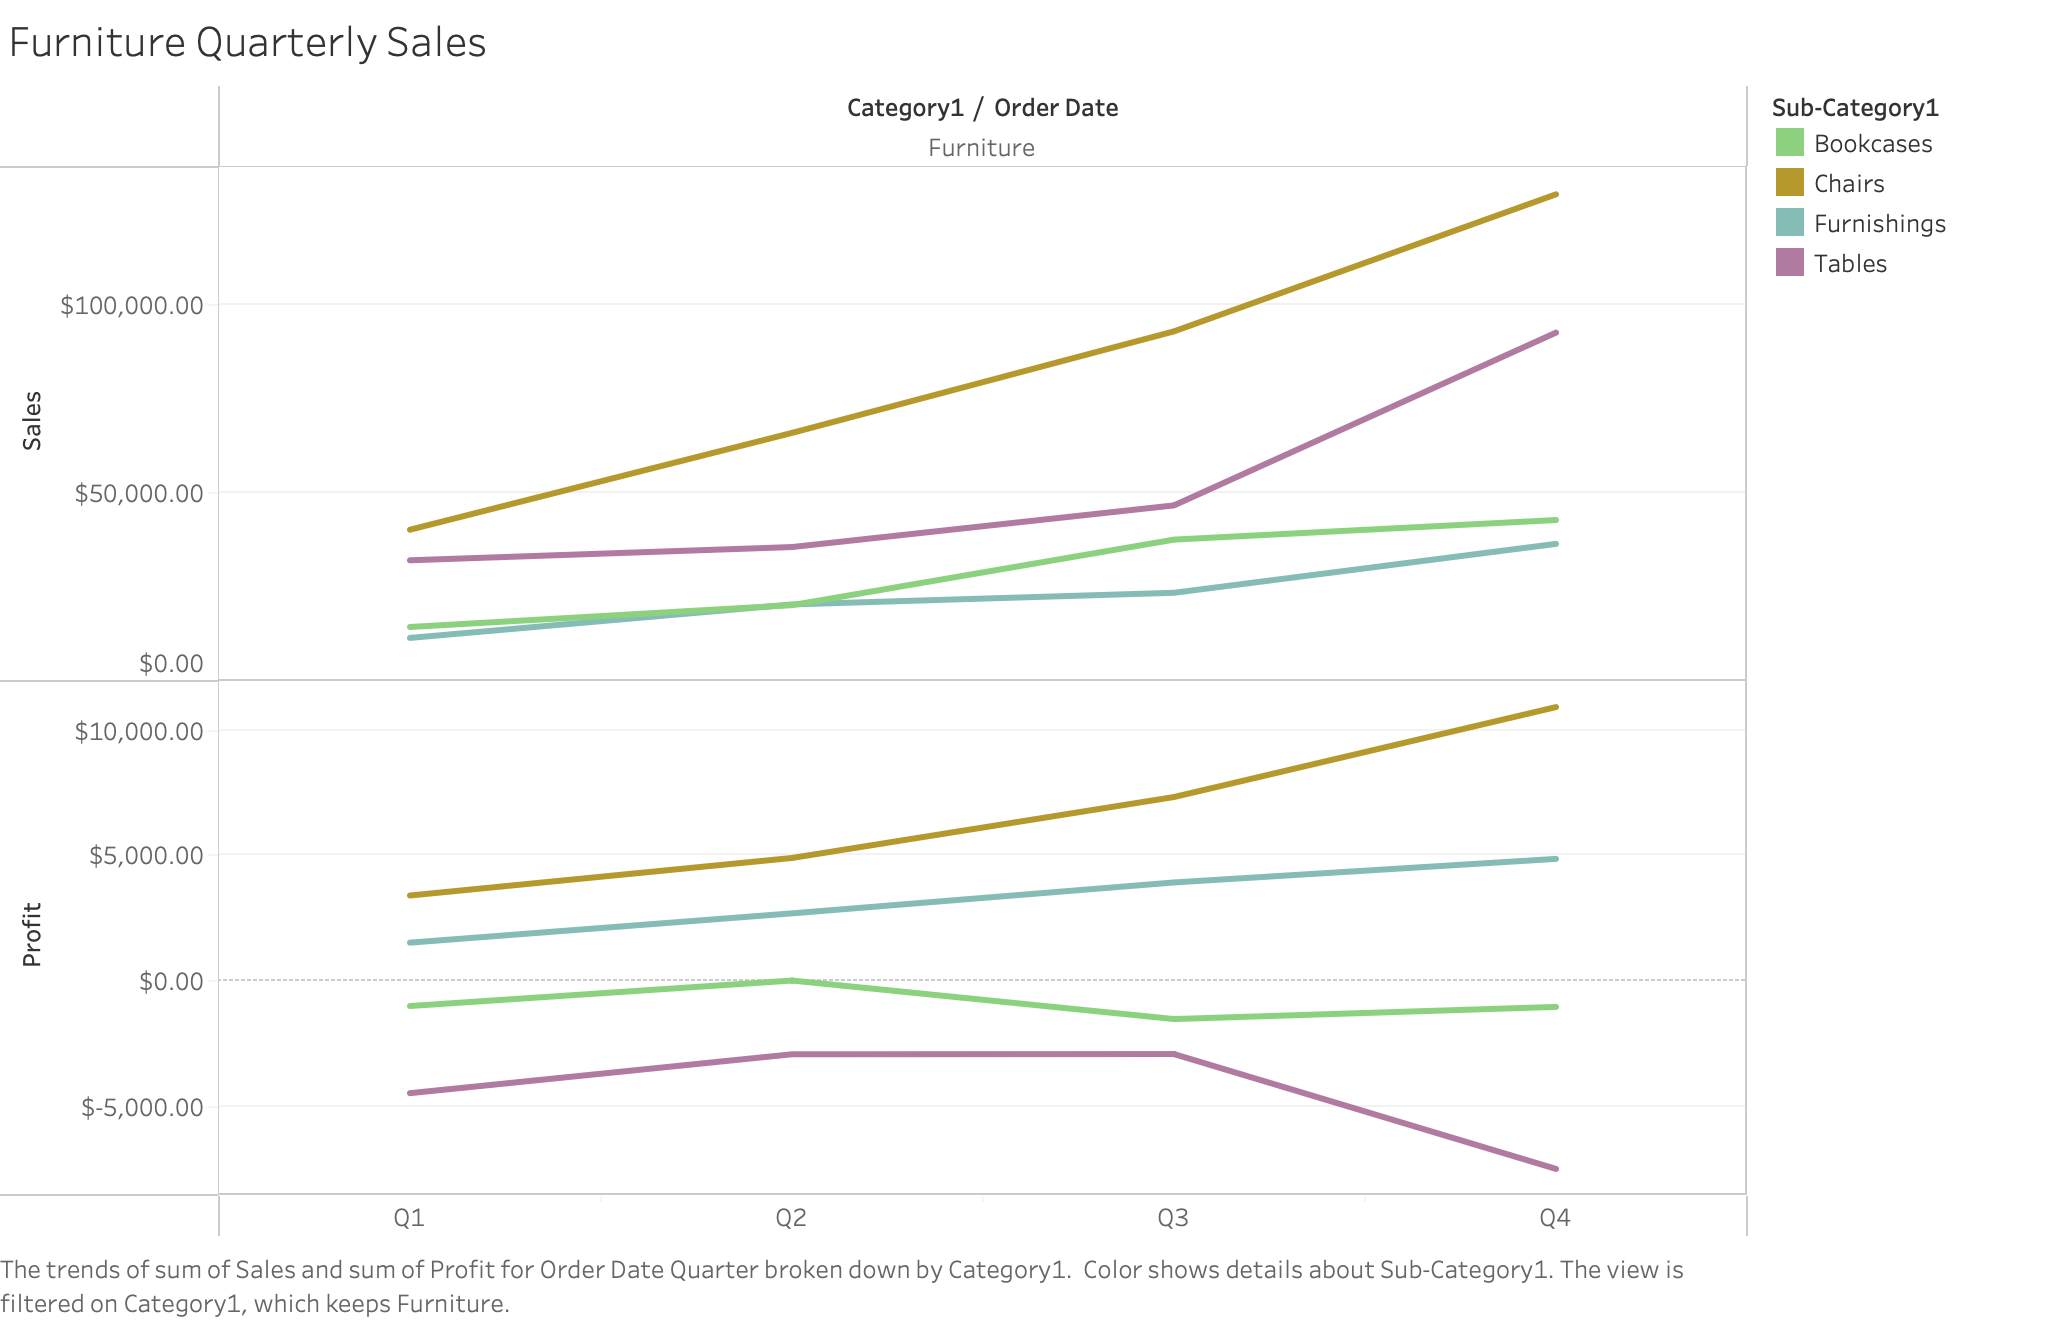 Furniture Quarterly Sales
Category1 / Order Date
Furniture
Sub-Category1
Bookcases
Chairs
Furnishings
Tables
Sales
$100,000.00
$50,000.00
$0.00
Profit
$10,000.00
$5,000.00
$0.00
$-5,000.00
Q1 Q2 Q3 Q4
The trends of sum of Sales and sum of Profit for Order Date Quarter broken down by Category1.  Color shows details about Sub-Category1. The view is
filtered on Category1, which keeps Furniture.